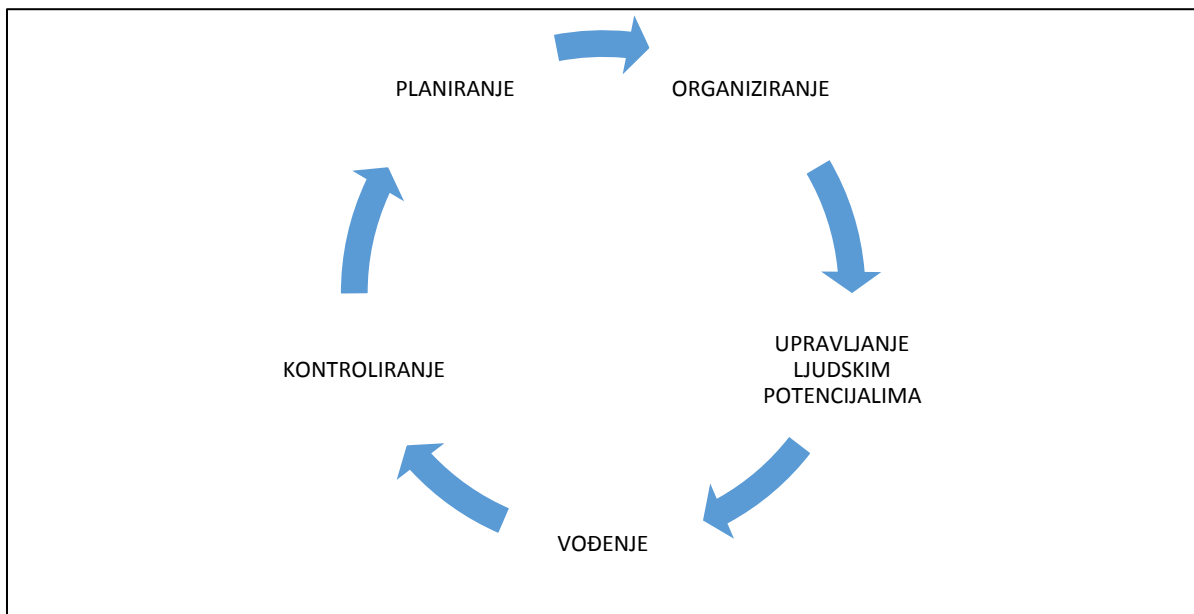 PLANIRANJE
ORGANIZIRANJE
UPRAVLJANJE
LJUDSKIM
POTENCIJALIMA
VOĐENJE
KONTROLIRANJE